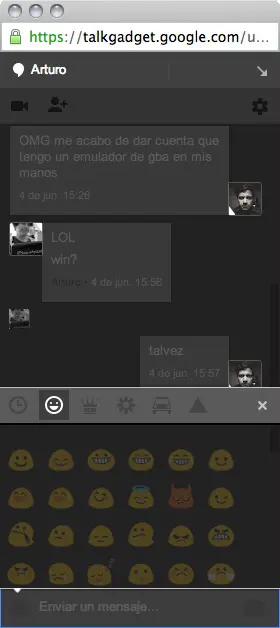 https://talkgadget.google.com/u...
Arturo
OMG me acabo de dar cuenta que
tengo un emulador de gba en mis
manos
4 de jun. 15:26
LOL
win?
Arturo • 4 de jun. 15:56
talvez
4 de jun. 15:57
Enviar un mensaje...